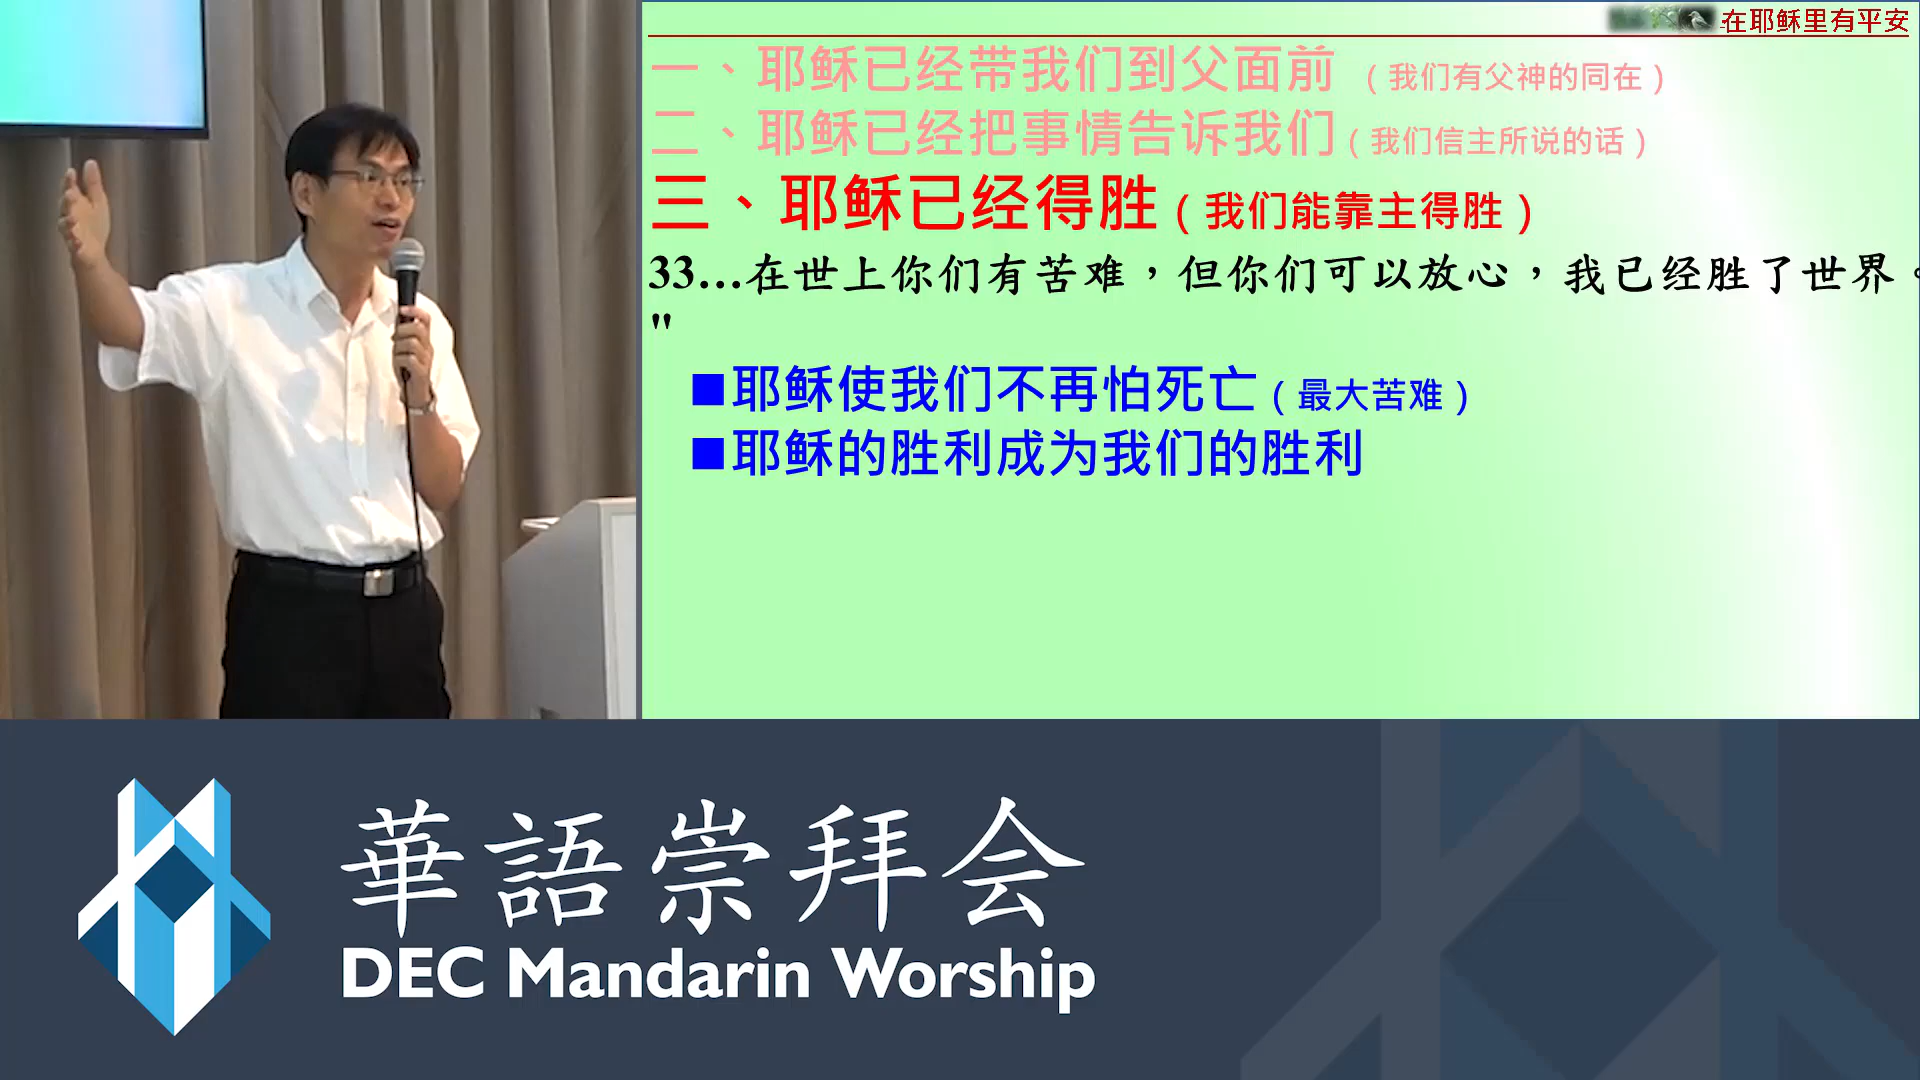 在耶稣里有平安
一、耶稣已经带我们到父面前（我们有父神的同在）
二、耶稣已经把事情告诉我们（我们信主所说的话）
三、耶稣已经得胜（我们能靠主得胜）
33…在世上你们有苦难，但你们可以放心，我已经胜了世界。
"
■耶稣使我们不再怕死亡（最大苦难）
■耶稣的胜利成为我们的胜利
華語崇拜会
DEC Mandarin Worship